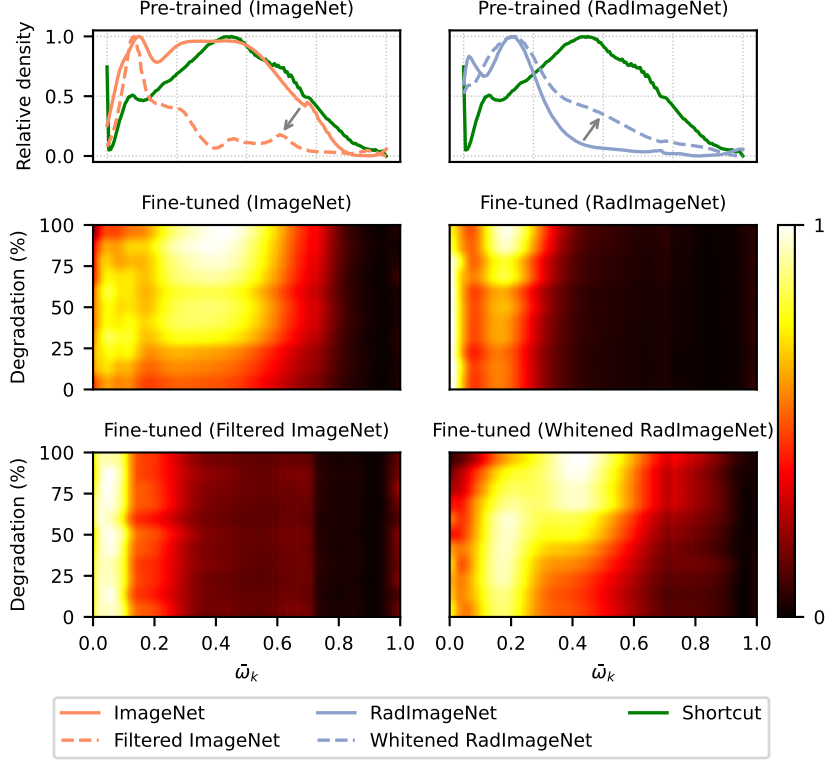 Pre-trained (ImageNet)
Pre-trained (RadImageNet)
Relative density
1.0
0.5
0.0
Fine-tuned (ImageNet)
Fine-tuned (RadImageNet)
Degradation (%)
100
75
50
25
0
1
0
Fine-tuned (Filtered ImageNet)
Fine-tuned (Whitened RadImageNet)
Degradation (%)
100
75
50
25
0
0.0 0.2 0.4 0.6 0.8 1.0
0.0 0.2 0.4 0.6 0.8 1.0
ω̄k
ω̄k
ImageNet
RadImageNet
Shortcut
Filtered ImageNet
Whitened RadImageNet